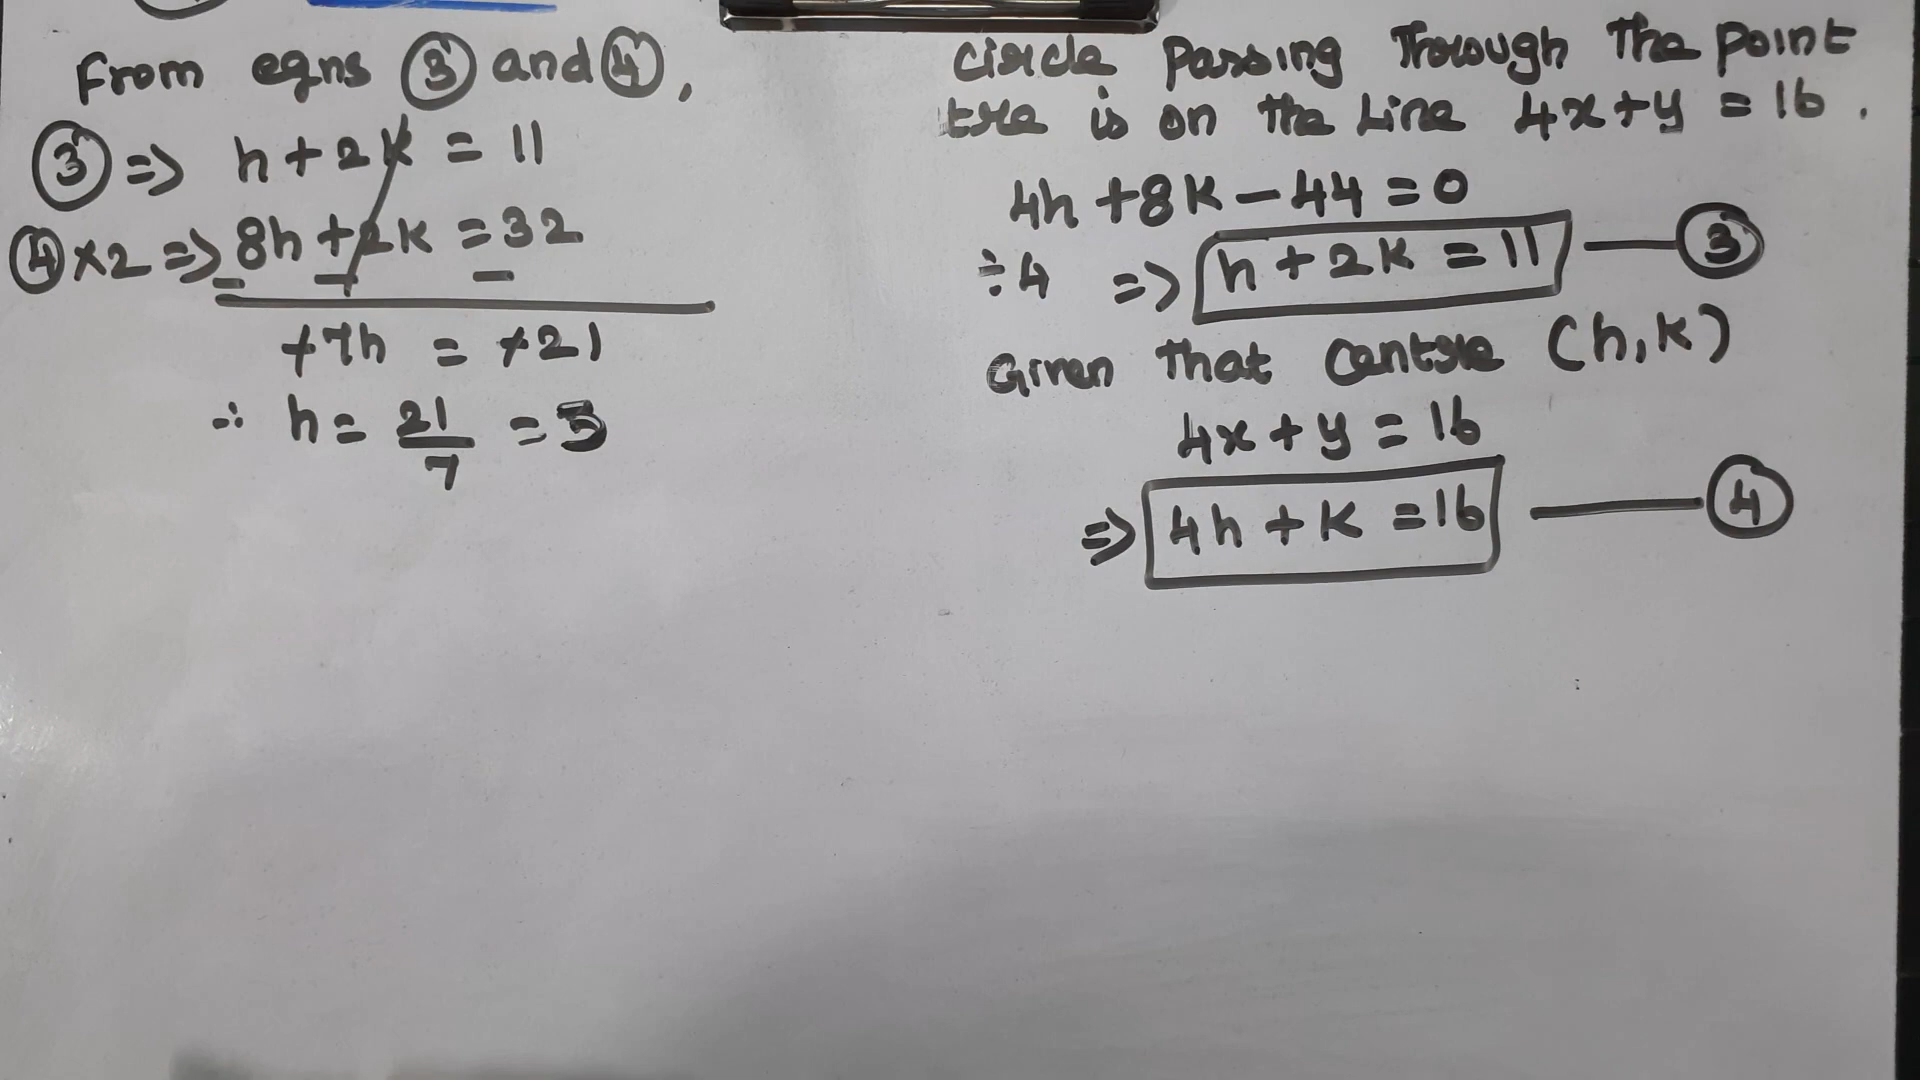 From eqns ③ and ④,
③ => h + 2k = 11
④ x 2 => 8h + 2k = 32
- - -
+7h = +21
∴ h = 21/7 = 3
circle passing through the point
tre is on the line 4x + y = 16.
4h + 8k - 44 = 0
÷4 => h + 2k = 11 — ③
Given that centre (h, k)
4x + y = 16
=> 4h + k = 16 — ④